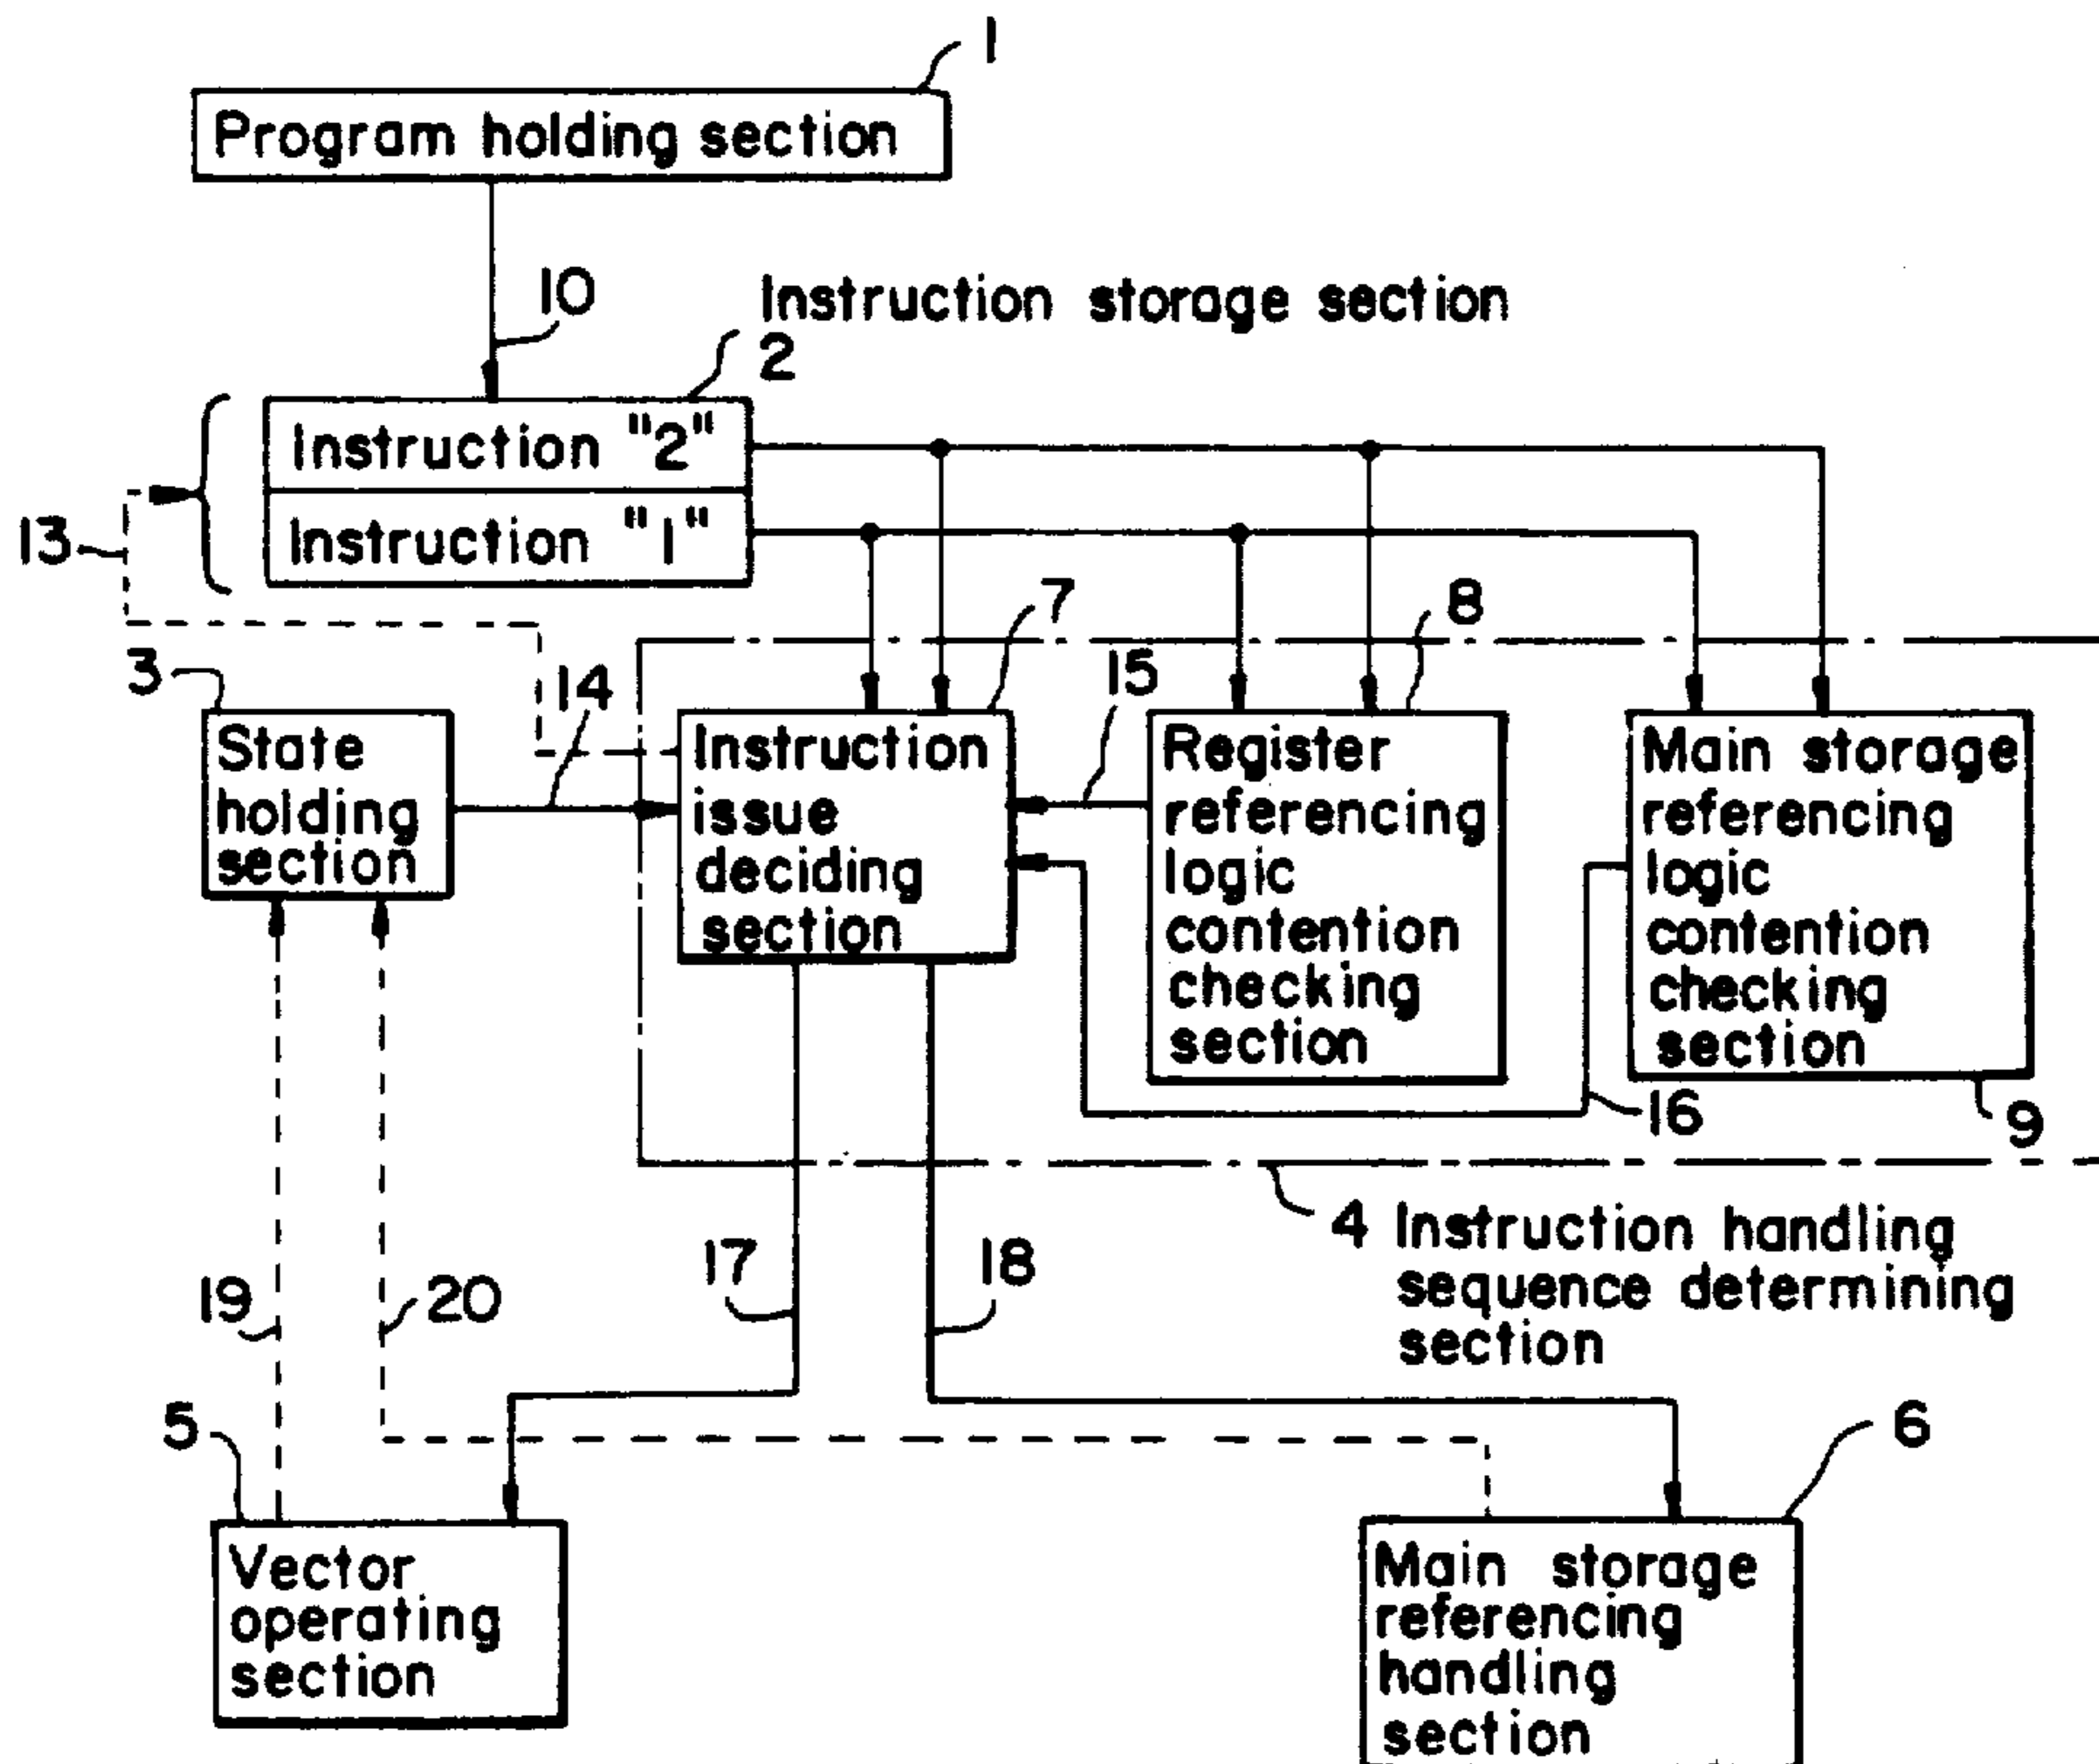 1
Program holding section
10
Instruction storage section
2
Instruction "2"
Instruction "1"
13
7
8
3
14
15
State
holding
section
Instruction
issue
deciding
section
Register
referencing
logic
contention
checking
section
Main storage
referencing
logic
contention
checking
section
16
9
4 Instruction handling
sequence determining
section
17
18
19
20
5
6
Vector
operating
section
Main storage
referencing
handling
section